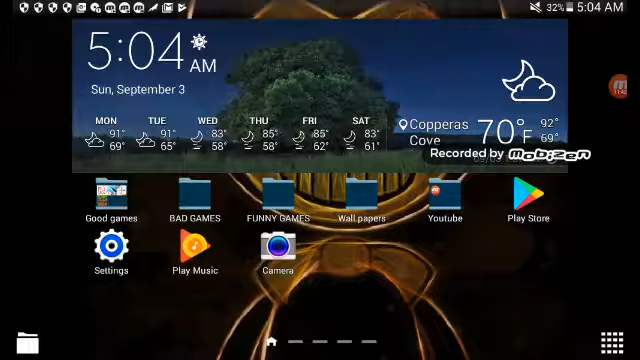 32% 5:04 AM
5:04 AM
Sun, September 3
MON TUE WED THU FRI SAT
91° 91° 83° 85° 85° 83°
69° 65° 58° 58° 62° 61°
Copperas Cove
70°F
92°
69°
Recorded by MOBIZEN
Good games BAD GAMES FUNNY GAMES Wall papers Youtube Play Store
Settings Play Music Camera